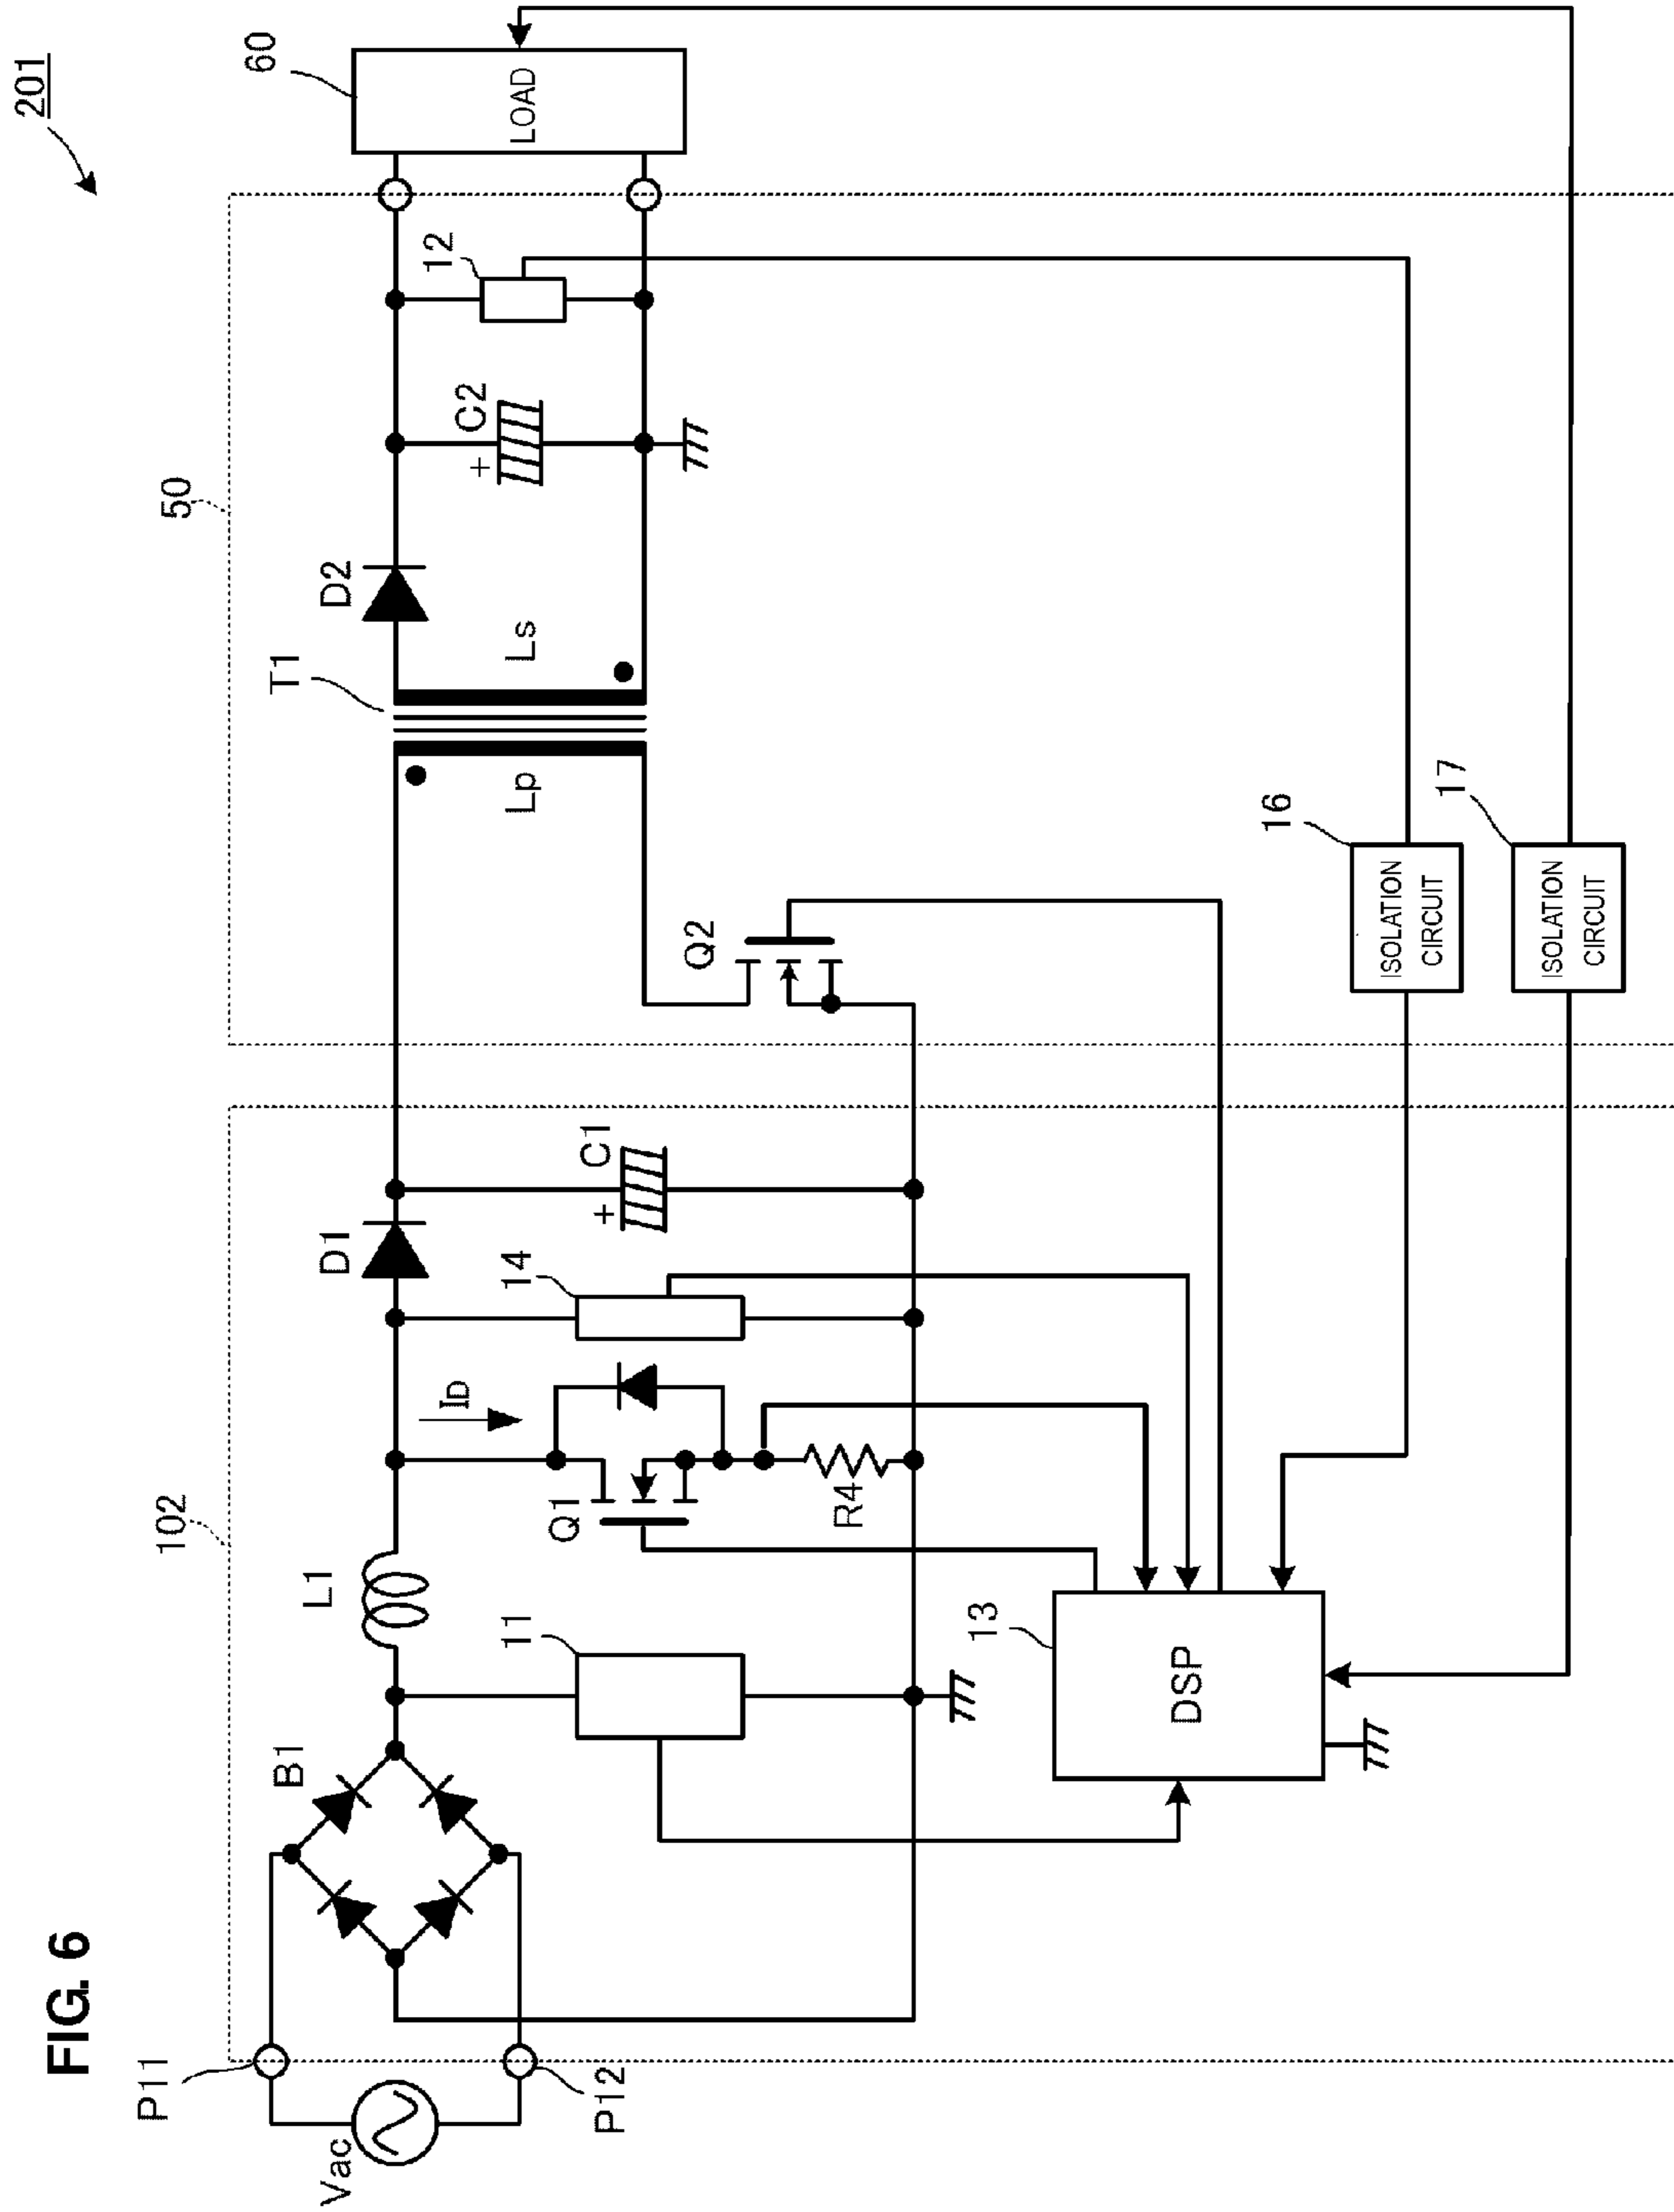 FIG. 6
201
102
50
60
P11
Vac
P12
B1
L1
D1
T1
D2
C2
+
12
LOAD
11
Q1
ID
14
C1
+
Lp
Ls
R4
Q2
13
DSP
16
ISOLATION
CIRCUIT
17
ISOLATION
CIRCUIT